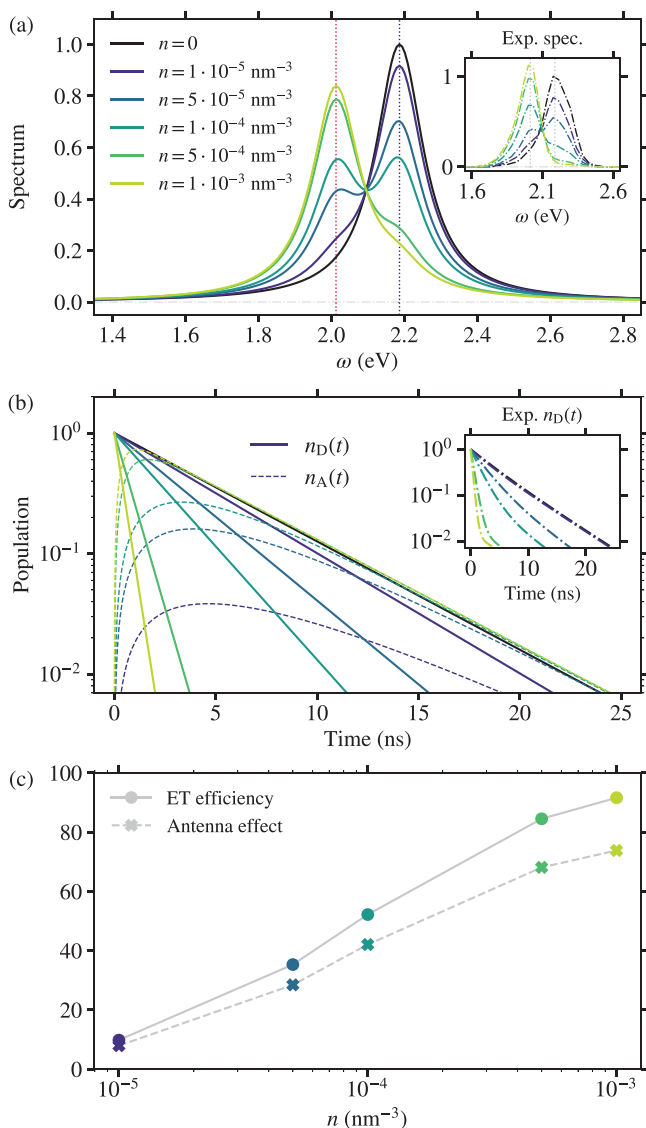 (a)
Spectrum
1.0
0.8
0.6
0.4
0.2
0.0
n = 0
n = 1 · 10⁻⁵ nm⁻³
n = 5 · 10⁻⁵ nm⁻³
n = 1 · 10⁻⁴ nm⁻³
n = 5 · 10⁻⁴ nm⁻³
n = 1 · 10⁻³ nm⁻³
Exp. spec.
1
0
1.6 2.1 2.6
ω (eV)
1.4 1.6 1.8 2.0 2.2 2.4 2.6 2.8
ω (eV)
(b)
Population
10⁰
10⁻¹
10⁻²
n_D(t)
n_A(t)
Exp. n_D(t)
10⁰
10⁻¹
10⁻²
0 10 20
Time (ns)
0 5 10 15 20 25
Time (ns)
(c)
100
80
60
40
20
0
ET efficiency
Antenna effect
10⁻⁵ 10⁻⁴ 10⁻³
n (nm⁻³)